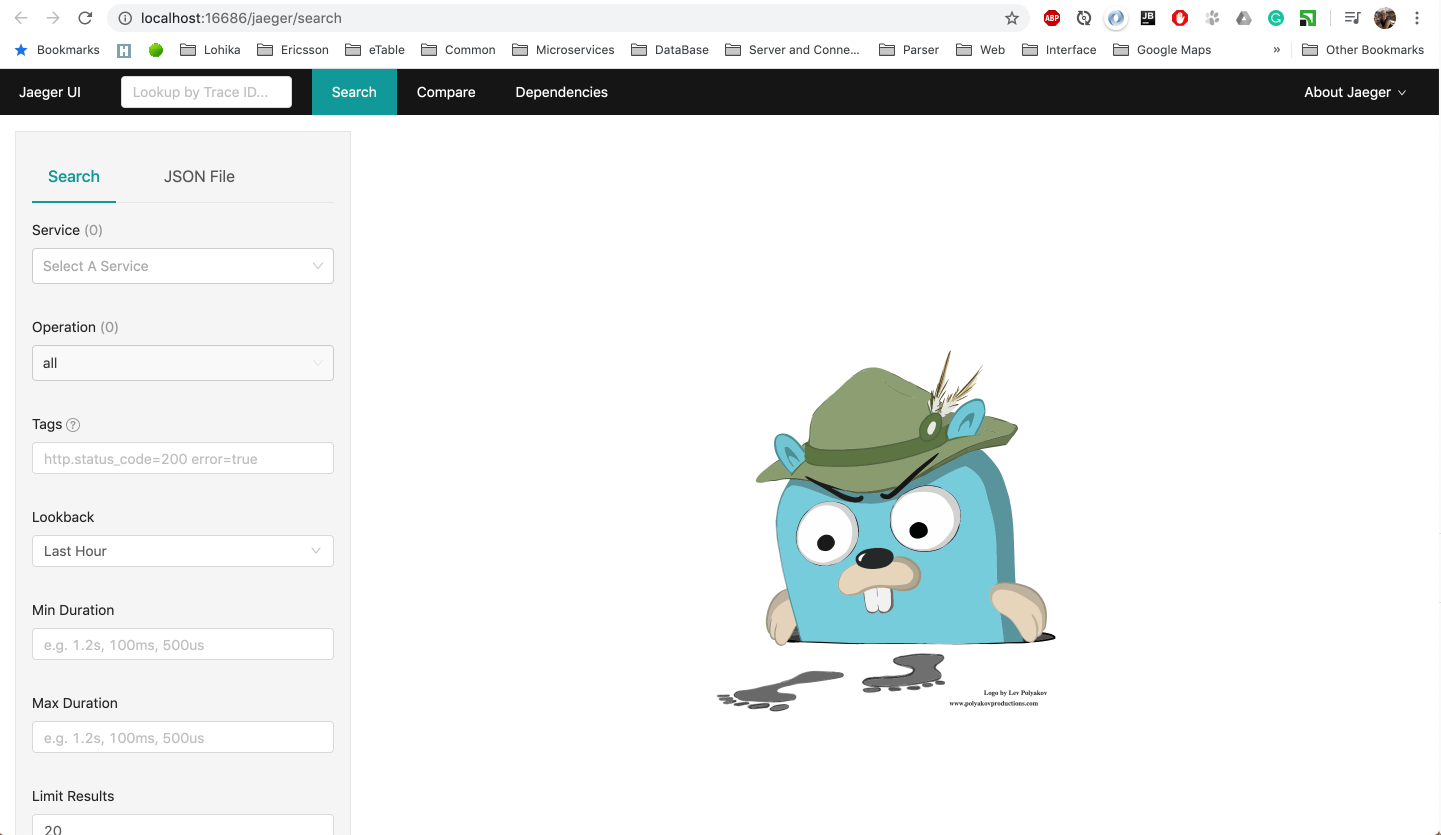 localhost:16686/jaeger/search
ABP
JB
Bookmarks
H
Lohika
Ericsson
eTable
Common
Microservices
DataBase
Server and Conne...
Parser
Web
Interface
Google Maps
»
Other Bookmarks
Jaeger UI
Lookup by Trace ID...
Search
Compare
Dependencies
About Jaeger
Search
JSON File
Service (0)
Select A Service
Operation (0)
all
Tags ?
http.status_code=200 error=true
Lookback
Last Hour
Min Duration
e.g. 1.2s, 100ms, 500us
Max Duration
e.g. 1.2s, 100ms, 500us
Limit Results
20
Logo by Lev Polyakov
www.polyakovproductions.com